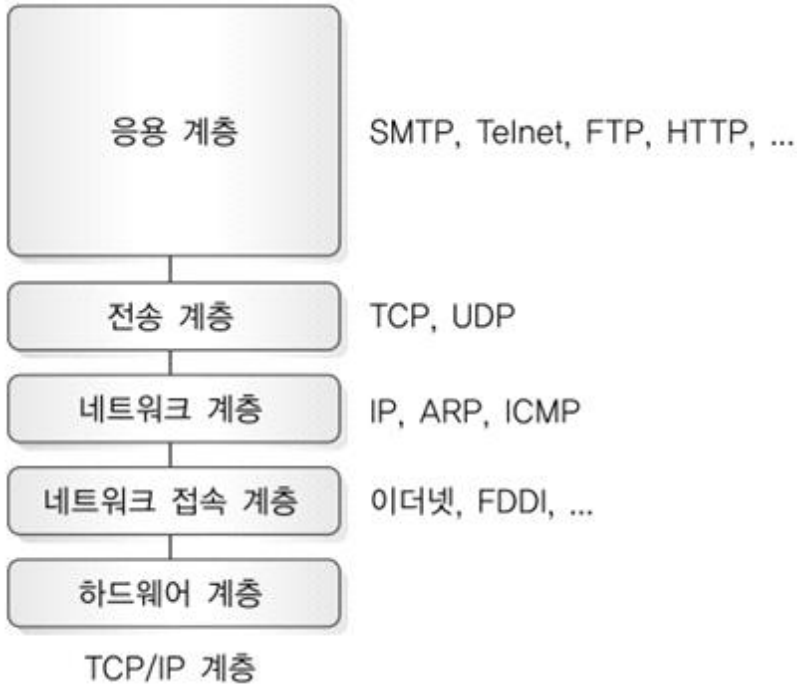 응용 계층 SMTP, Telnet, FTP, HTTP, ...
전송 계층 TCP, UDP
네트워크 계층 IP, ARP, ICMP
네트워크 접속 계층 이더넷, FDDI, ...
하드웨어 계층
TCP/IP 계층